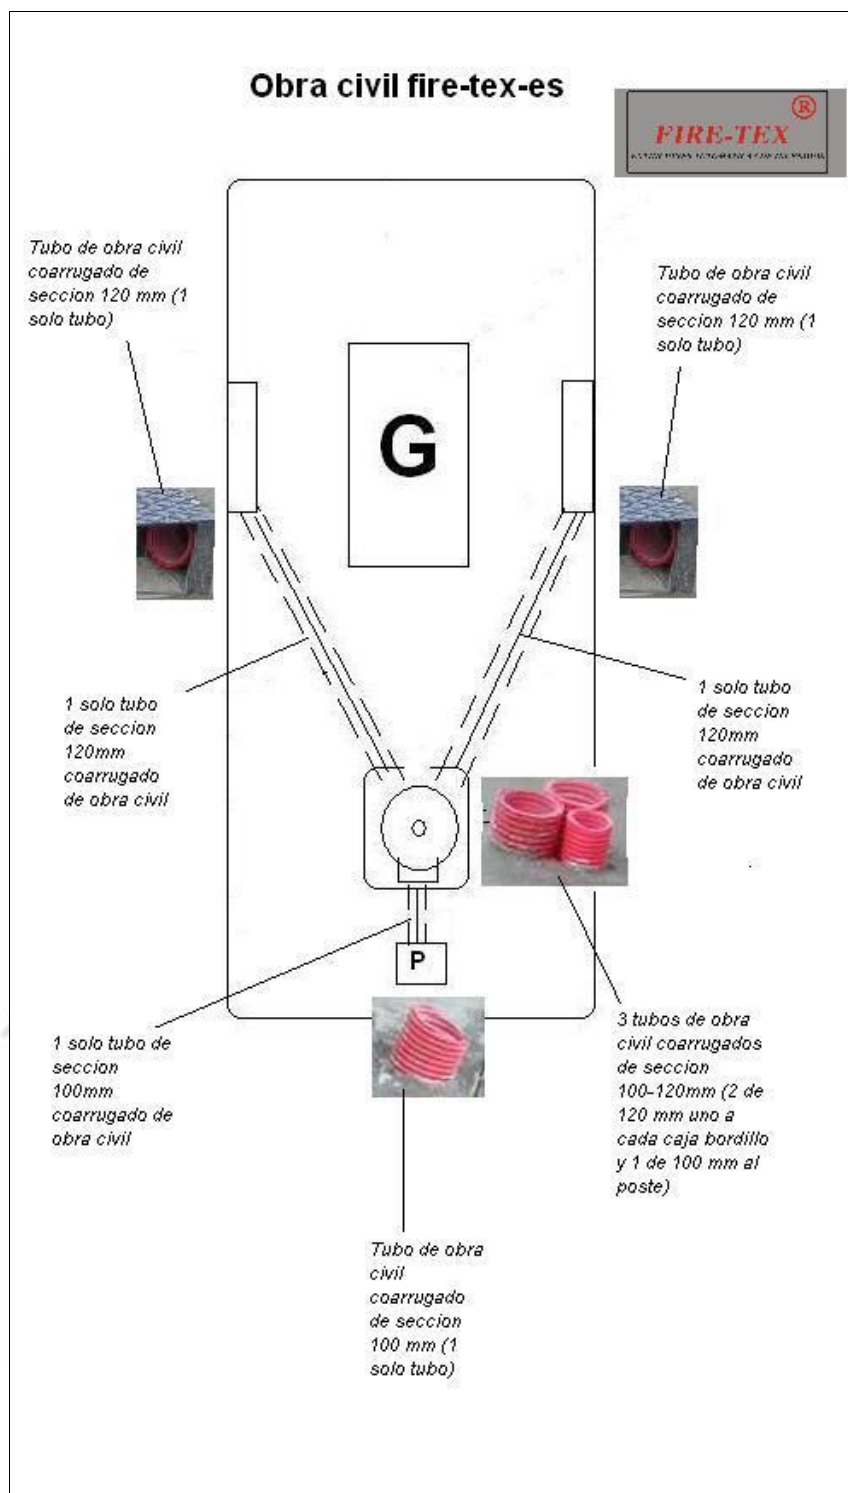 Obra civil fire-tex-es
®
FIRE-TEX
Tubo de obra civil
coarrugado de
seccion 120 mm (1
solo tubo)
Tubo de obra civil
coarrugado de
seccion 120 mm (1
solo tubo)
G
1 solo tubo
de seccion
120mm
coarrugado
de obra civil
1 solo tubo
de seccion
120mm
coarrugado
de obra civil
P
1 solo tubo de
seccion
100mm
coarrugado de
obra civil
3 tubos de obra
civil coarrugados
de seccion
100-120mm (2 de
120 mm uno a
cada caja bordillo
y 1 de 100 mm al
poste)
Tubo de obra
civil
coarrugado
de seccion
100 mm (1
solo tubo)